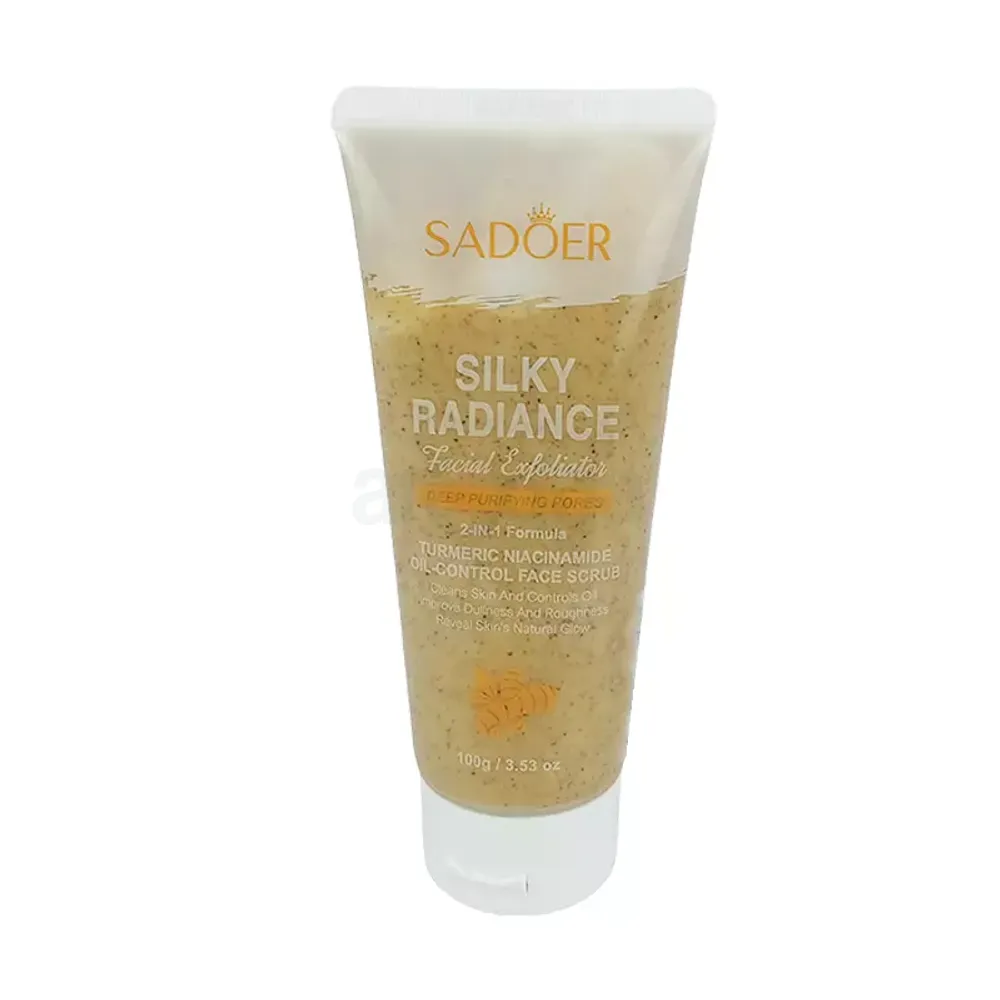 SADOER
SILKY
RADIANCE
Facial Exfoliator
DEEP PURIFYING PORES
2-IN-1 Formula
TURMERIC NIACINAMIDE
OIL-CONTROL FACE SCRUB
Cleans Skin And Controls Oil
Improve Dullness And Roughness
Reveal Skin's Natural Glow
100g / 3.53 oz